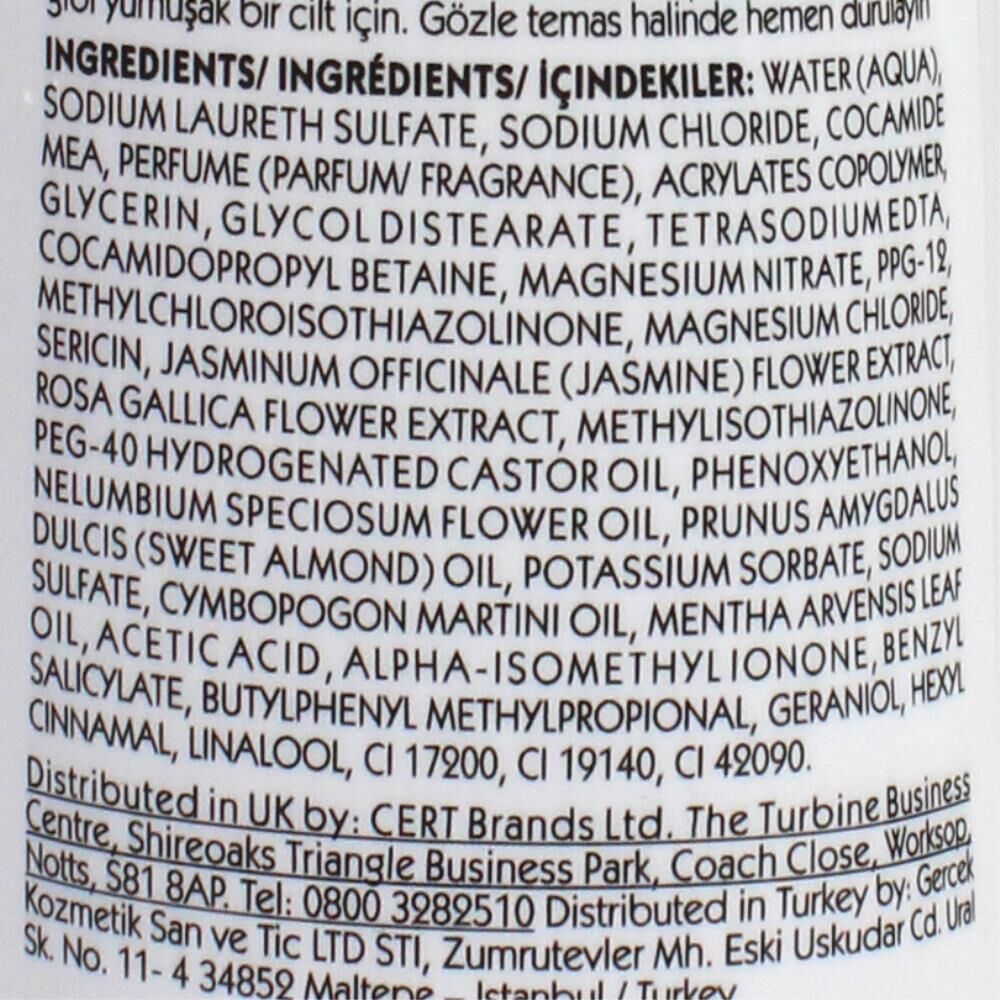 yumuşak bir cilt için. Gözle temas halinde hemen durulayın
INGREDIENTS/ INGRÉDIENTS/ İÇINDEKILER: WATER (AQUA),
SODIUM LAURETH SULFATE, SODIUM CHLORIDE, COCAMIDE
MEA, PERFUME (PARFUM/ FRAGRANCE), ACRYLATES COPOLYMER,
GLYCERIN, GLYCOL DISTEARATE, TETRASODIUM EDTA,
COCAMIDOPROPYL BETAINE, MAGNESIUM NITRATE, PPG-12,
METHYLCHLOROISOTHIAZOLINONE, MAGNESIUM CHLORIDE,
SERICIN, JASMINUM OFFICINALE (JASMINE) FLOWER EXTRACT,
ROSA GALLICA FLOWER EXTRACT, METHYLISOTHIAZOLINONE,
PEG-40 HYDROGENATED CASTOR OIL, PHENOXYETHANOL,
NELUMBIUM SPECIOSUM FLOWER OIL, PRUNUS AMYGDALUS
DULCIS (SWEET ALMOND) OIL, POTASSIUM SORBATE, SODIUM
SULFATE, CYMBOPOGON MARTINI OIL, MENTHA ARVENSIS LEAF
OIL, ACETIC ACID, ALPHA-ISOMETHYL IONONE, BENZYL
SALICYLATE, BUTYLPHENYL METHYLPROPIONAL, GERANIOL, HEXYL
CINNAMAL, LINALOOL, CI 17200, CI 19140, CI 42090.
Distributed in UK by: CERT Brands Ltd. The Turbine Business
Centre, Shireoaks Triangle Business Park, Coach Close, Worksop,
Notts, S81 8AP. Tel: 0800 3282510 Distributed in Turkey by: Gercek
Kozmetik San ve Tic LTD STI, Zumrutevler Mh. Eski Uskudar Cd. Ural
Sk. No. 11- 4 34852 Maltepe – Istanbul / Turkey